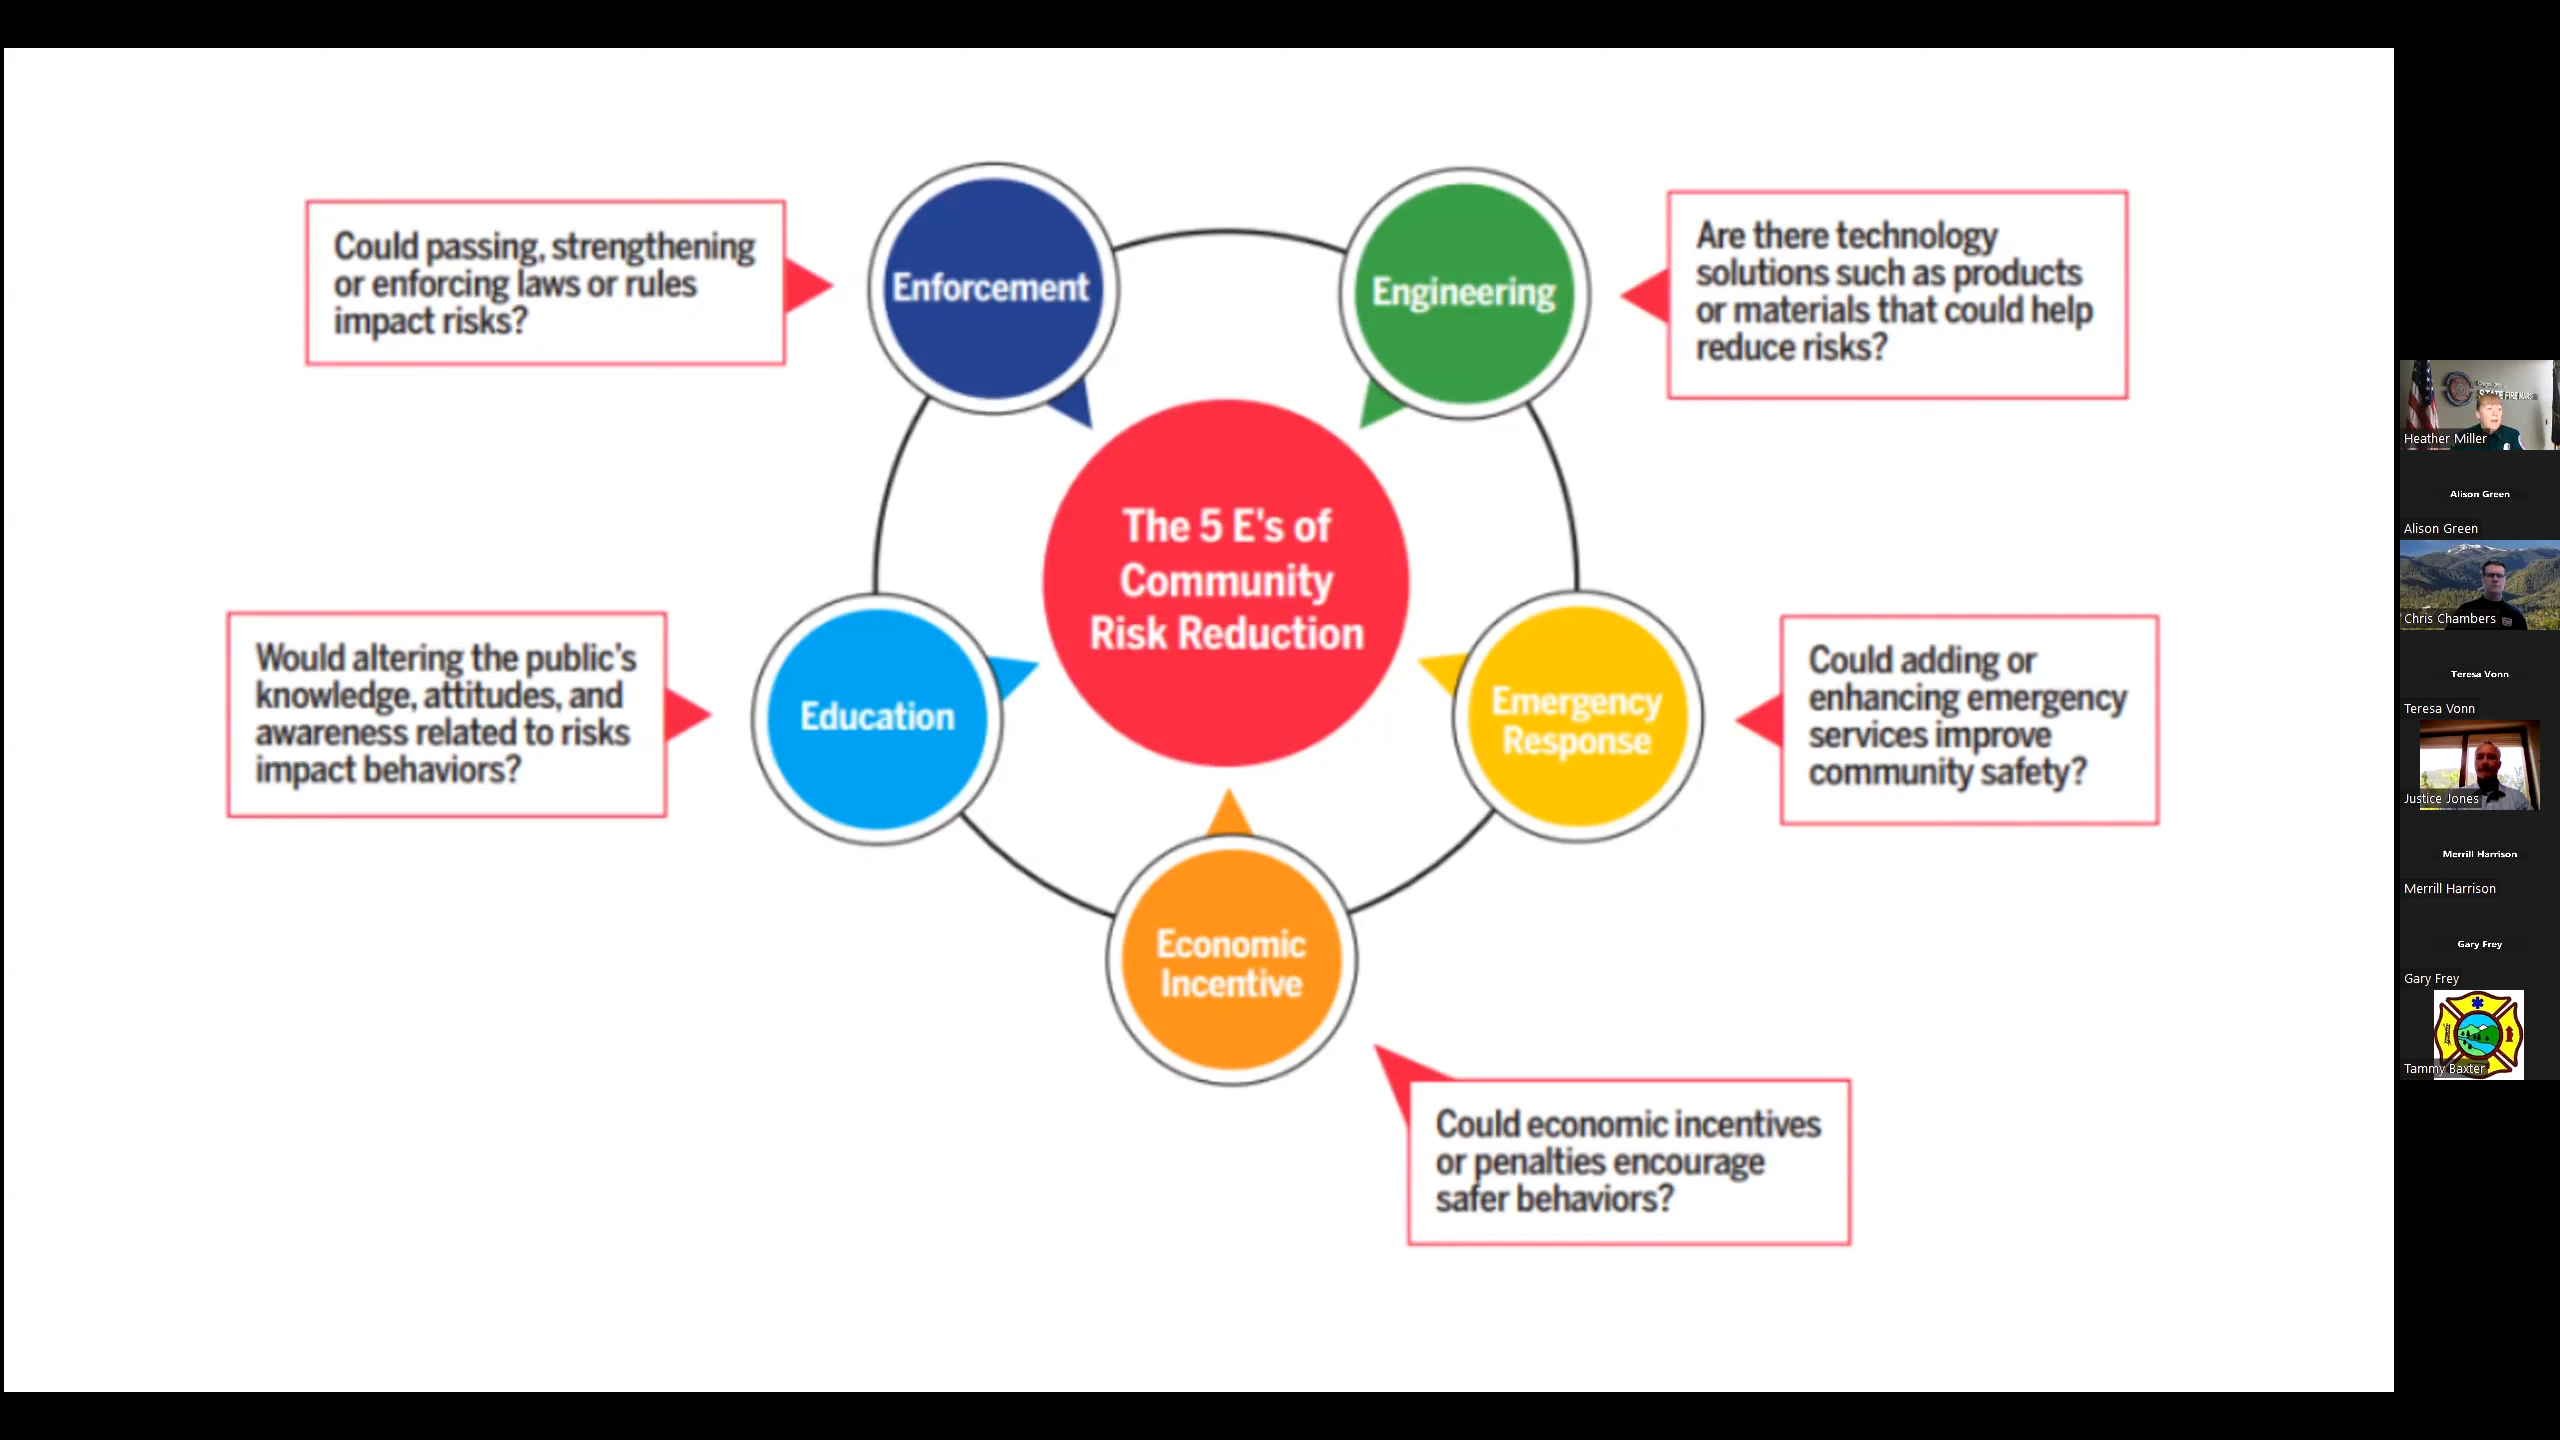 Could passing, strengthening
or enforcing laws or rules
impact risks?
Enforcement
Engineering
Are there technology
solutions such as products
or materials that could help
reduce risks?
The 5 E's of
Community
Risk Reduction
Would altering the public's
knowledge, attitudes, and
awareness related to risks
impact behaviors?
Education
Emergency
Response
Could adding or
enhancing emergency
services improve
community safety?
Economic
Incentive
Could economic incentives
or penalties encourage
safer behaviors?
STATE FIRE
Heather Miller
Alison Green
Alison Green
Chris Chambers
Teresa Vonn
Teresa Vonn
Justice Jones
Merrill Harrison
Merrill Harrison
Gary Frey
Gary Frey
Tammy Baxter